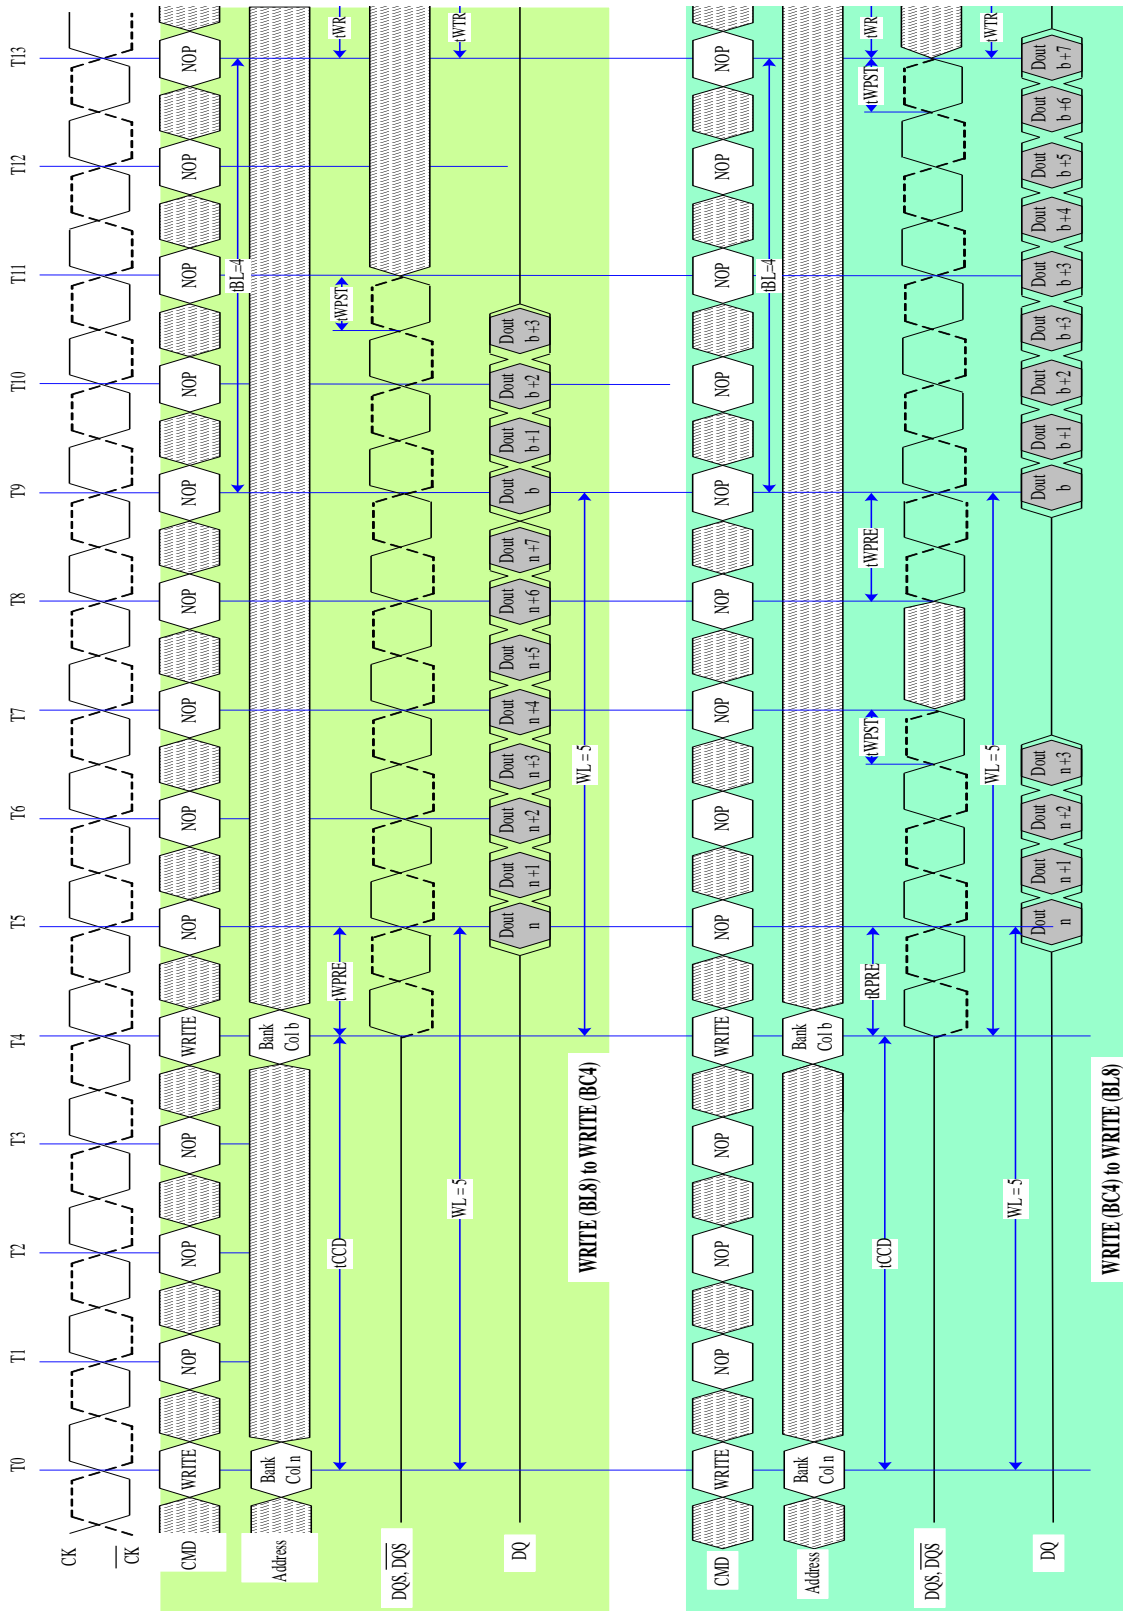 T0 T1 T2 T3 T4 T5 T6 T7 T8 T9 T10 T11 T12 T13
CK
CK
CMD WRITE NOP NOP NOP WRITE NOP NOP NOP NOP NOP NOP NOP NOP NOP
tBL=4
Address
Bank Bank
Col n Col b
tCCD tWPRE tWPST tWR
DQS, DQS
WL = 5 tWTR
DQ
Dout Dout Dout Dout Dout Dout Dout Dout Dout Dout Dout Dout
n n+1 n+2 n+3 n+4 n+5 n+6 n+7 b b+1 b+2 b+3
WL = 5
WRITE (BL8) to WRITE (BC4)
CMD WRITE NOP NOP NOP WRITE NOP NOP NOP NOP NOP NOP NOP NOP NOP
tBL=4
Address
Bank Bank
Col n Col b
tCCD tRPRE tWPST tWPRE tWPST tWR
DQS, DQS
WL = 5 tWTR
WL = 5
DQ
Dout Dout Dout Dout Dout Dout Dout Dout Dout Dout Dout Dout Dout
n n+1 n+2 n+3 b b+1 b+2 b+3 b+3 b+4 b+5 b+6 b+7
WRITE (BC4) to WRITE (BL8)